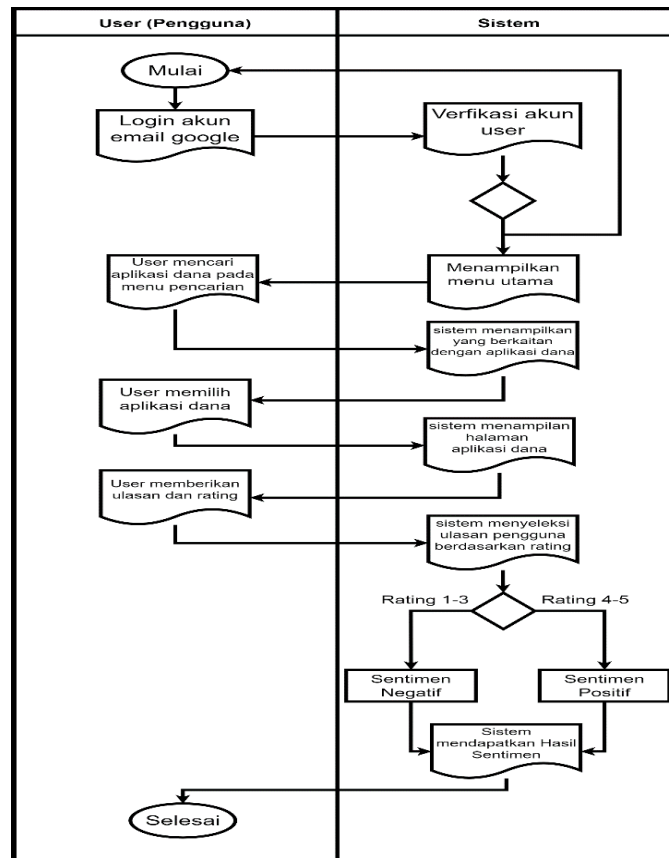 User (Pengguna)
Sistem
Mulai
Login akun
email google
Verfikasi akun
user
User mencari
aplikasi dana pada
menu pencarian
Menampilkan
menu utama
sistem menampilkan
yang berkaitan
dengan aplikasi dana
User memilih
aplikasi dana
sistem menampilan
halaman
aplikasi dana
User memberikan
ulasan dan rating
sistem menyeleksi
ulasan pengguna
berdasarkan rating
Rating 1-3
Rating 4-5
Sentimen
Negatif
Sentimen
Positif
Sistem
mendapatkan Hasil
Sentimen
Selesai